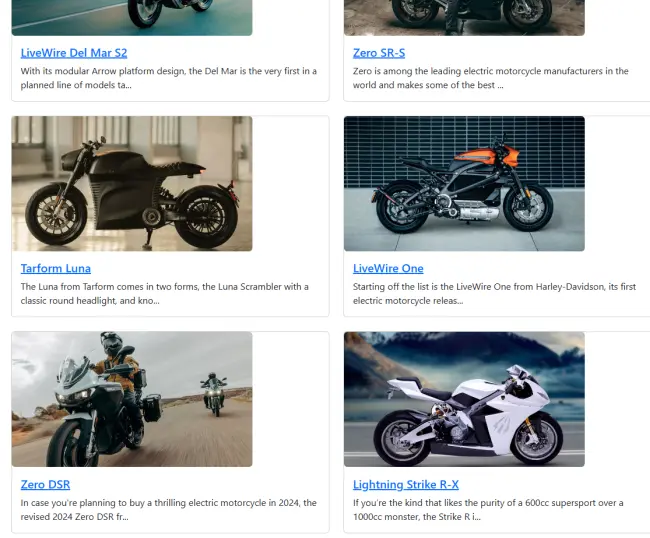 LiveWire Del Mar S2
With its modular Arrow platform design, the Del Mar is the very first in a
planned line of models ta...
Zero SR-S
Zero is among the leading electric motorcycle manufacturers in the
world and makes some of the best ...
Tarform Luna
The Luna from Tarform comes in two forms, the Luna Scrambler with a
classic round headlight, and kno...
LiveWire One
Starting off the list is the LiveWire One from Harley-Davidson, its first
electric motorcycle releas...
Zero DSR
In case you're planning to buy a thrilling electric motorcycle in 2024, the
revised 2024 Zero DSR fr...
Lightning Strike R-X
If you're the kind that likes the purity of a 600cc supersport over a
1000cc monster, the Strike R i...